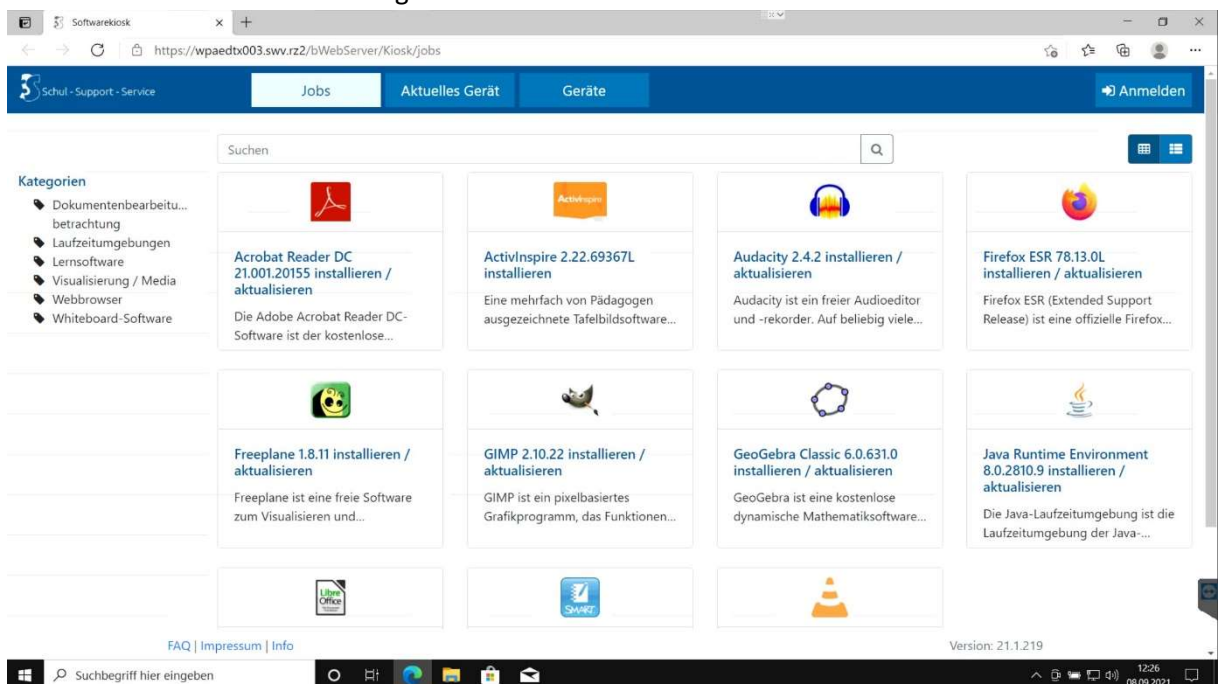 Softwarekiosk
https://wpaedtx003.swv.rz2/bWebServer/Kiosk/jobs
Schul - Support - Service
Jobs
Aktuelles Gerät
Geräte
Anmelden
Suchen
Kategorien
Dokumentenbearbeitu...
betrachtung
Laufzeitumgebungen
Lernsoftware
Visualisierung / Media
Webbrowser
Whiteboard-Software
Acrobat Reader DC
21.001.20155 installieren /
aktualisieren
Die Adobe Acrobat Reader DC-
Software ist der kostenlose...
ActivInspire
ActivInspire 2.22.69367L
installieren
Eine mehrfach von Pädagogen
ausgezeichnete Tafelbildsoftware...
Audacity 2.4.2 installieren /
aktualisieren
Audacity ist ein freier Audioeditor
und -rekorder. Auf beliebig viele...
Firefox ESR 78.13.0L
installieren / aktualisieren
Firefox ESR (Extended Support
Release) ist eine offizielle Firefox...
Freeplane 1.8.11 installieren /
aktualisieren
Freeplane ist eine freie Software
zum Visualisieren und...
GIMP 2.10.22 installieren /
aktualisieren
GIMP ist ein pixelbasiertes
Grafikprogramm, das Funktionen...
GeoGebra Classic 6.0.631.0
installieren / aktualisieren
GeoGebra ist eine kostenlose
dynamische Mathematiksoftware...
Java Runtime Environment
8.0.2810.9 installieren /
aktualisieren
Die Java-Laufzeitumgebung ist die
Laufzeitumgebung der Java-...
Libre
Office
SMART
FAQ | Impressum | Info
Version: 21.1.219
Suchbegriff hier eingeben
12:26
08.09.2021